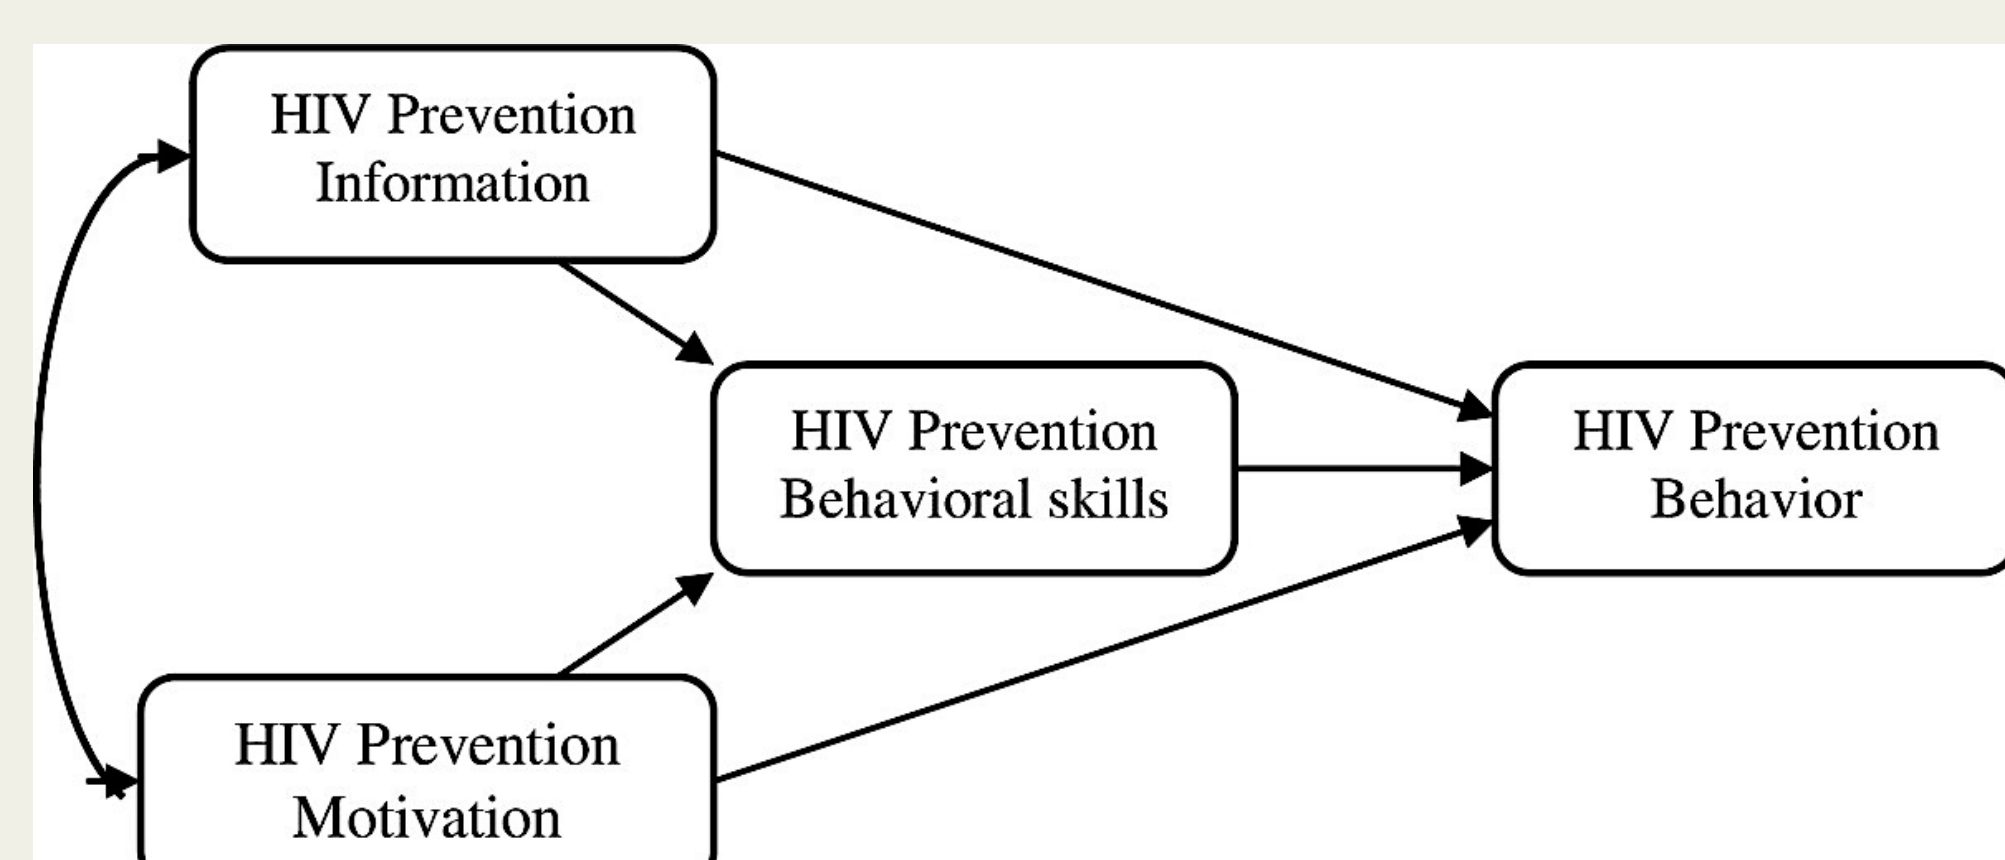 HIV Prevention
Information
HIV Prevention
Behavioral skills
HIV Prevention
Behavior
HIV Prevention
Motivation